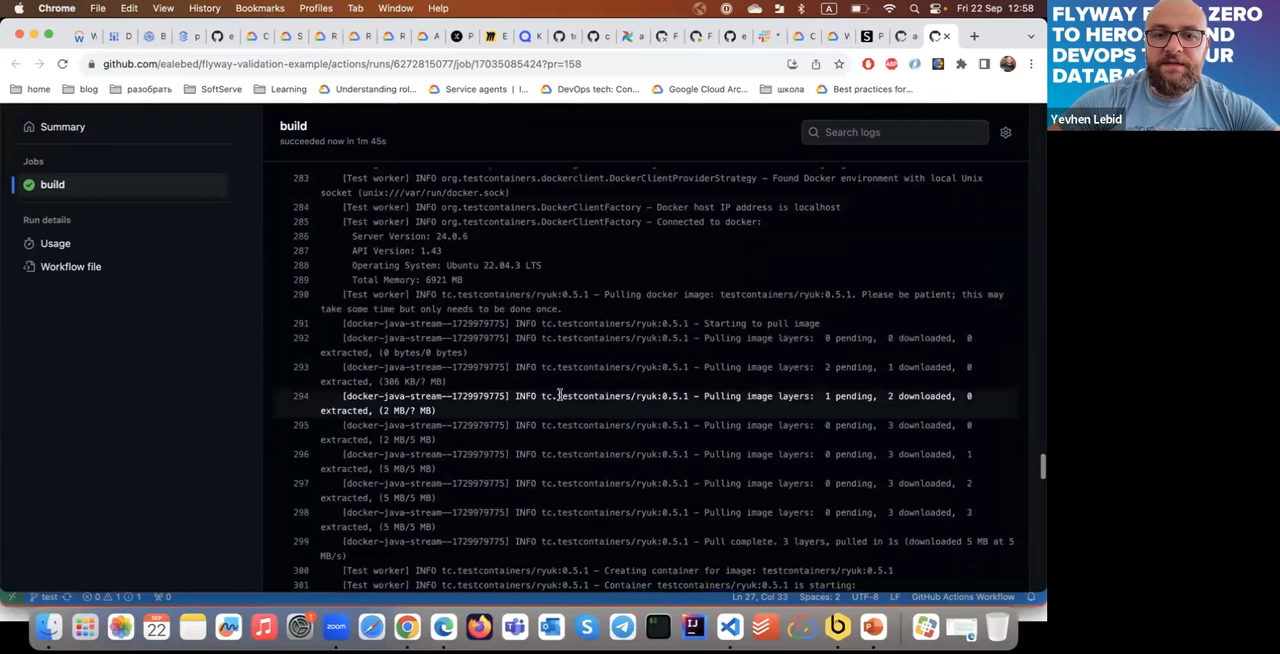 Chrome File Edit View History Bookmarks Profiles Tab Window Help
A Fri 22 Sep 12:58
github.com/ealebed/flyway-validation-example/actions/runs/6272815077/job/17035085424?pr=158
home blog разобрать SoftServe Learning Understanding rol... Service agents | I... DevOps tech: Con... Google Cloud Arc... школа Best practices for...
FLYWAY ZERO
TO HERO ND
DEVOPS UR
DATAB
Yevhen Lebid
Summary
Jobs
build
Run details
Usage
Workflow file
build
succeeded now in 1m 45s
Search logs
283 [Test worker] INFO org.testcontainers.dockerclient.DockerClientProviderStrategy – Found Docker environment with local Unix
socket (unix:///var/run/docker.sock)
284 [Test worker] INFO org.testcontainers.DockerClientFactory – Docker host IP address is localhost
285 [Test worker] INFO org.testcontainers.DockerClientFactory – Connected to docker:
286 Server Version: 24.0.6
287 API Version: 1.43
288 Operating System: Ubuntu 22.04.3 LTS
289 Total Memory: 6921 MB
290 [Test worker] INFO tc.testcontainers/ryuk:0.5.1 – Pulling docker image: testcontainers/ryuk:0.5.1. Please be patient; this may
take some time but only needs to be done once.
291 [docker-java-stream--1729979775] INFO tc.testcontainers/ryuk:0.5.1 – Starting to pull image
292 [docker-java-stream--1729979775] INFO tc.testcontainers/ryuk:0.5.1 – Pulling image layers: 0 pending, 0 downloaded, 0
extracted, (0 bytes/0 bytes)
293 [docker-java-stream--1729979775] INFO tc.testcontainers/ryuk:0.5.1 – Pulling image layers: 2 pending, 1 downloaded, 0
extracted, (306 KB/? MB)
294 [docker-java-stream--1729979775] INFO tc.testcontainers/ryuk:0.5.1 – Pulling image layers: 1 pending, 2 downloaded, 0
extracted, (2 MB/? MB)
295 [docker-java-stream--1729979775] INFO tc.testcontainers/ryuk:0.5.1 – Pulling image layers: 0 pending, 3 downloaded, 0
extracted, (2 MB/5 MB)
296 [docker-java-stream--1729979775] INFO tc.testcontainers/ryuk:0.5.1 – Pulling image layers: 0 pending, 3 downloaded, 1
extracted, (5 MB/5 MB)
297 [docker-java-stream--1729979775] INFO tc.testcontainers/ryuk:0.5.1 – Pulling image layers: 0 pending, 3 downloaded, 2
extracted, (5 MB/5 MB)
298 [docker-java-stream--1729979775] INFO tc.testcontainers/ryuk:0.5.1 – Pulling image layers: 0 pending, 3 downloaded, 3
extracted, (5 MB/5 MB)
299 [docker-java-stream--1729979775] INFO tc.testcontainers/ryuk:0.5.1 – Pull complete. 3 layers, pulled in 1s (downloaded 5 MB at 5
MB/s)
300 [Test worker] INFO tc.testcontainers/ryuk:0.5.1 – Creating container for image: testcontainers/ryuk:0.5.1
301 [Test worker] INFO tc.testcontainers/ryuk:0.5.1 – Container testcontainers/ryuk:0.5.1 is starting:
test 0 1 1 0 Ln 27, Col 33 Spaces: 2 UTF-8 LF GitHub Actions Workflow
SEP
22
zoom